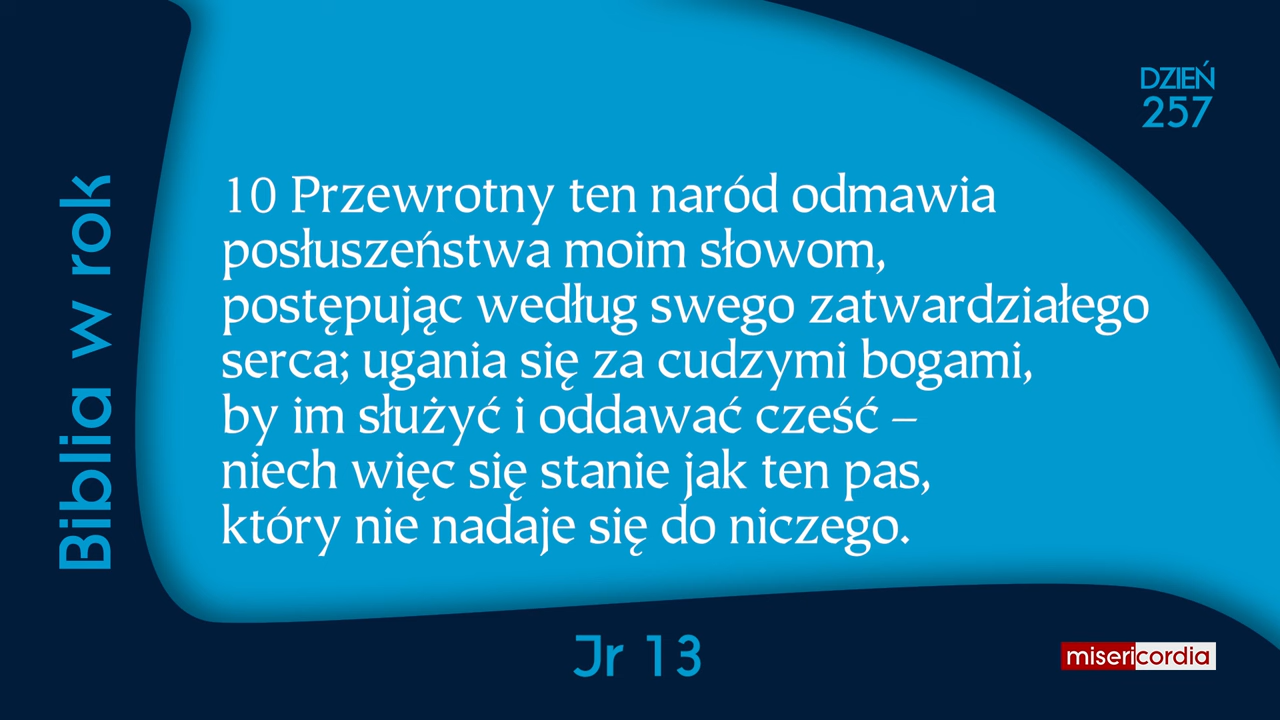 DZIEŃ
257
Biblia w rok
10 Przewrotny ten naród odmawia
posłuszeństwa moim słowom,
postępując według swego zatwardziałego
serca; ugania się za cudzymi bogami,
by im służyć i oddawać cześć –
niech więc się stanie jak ten pas,
który nie nadaje się do niczego.
Jr 13
misericordia